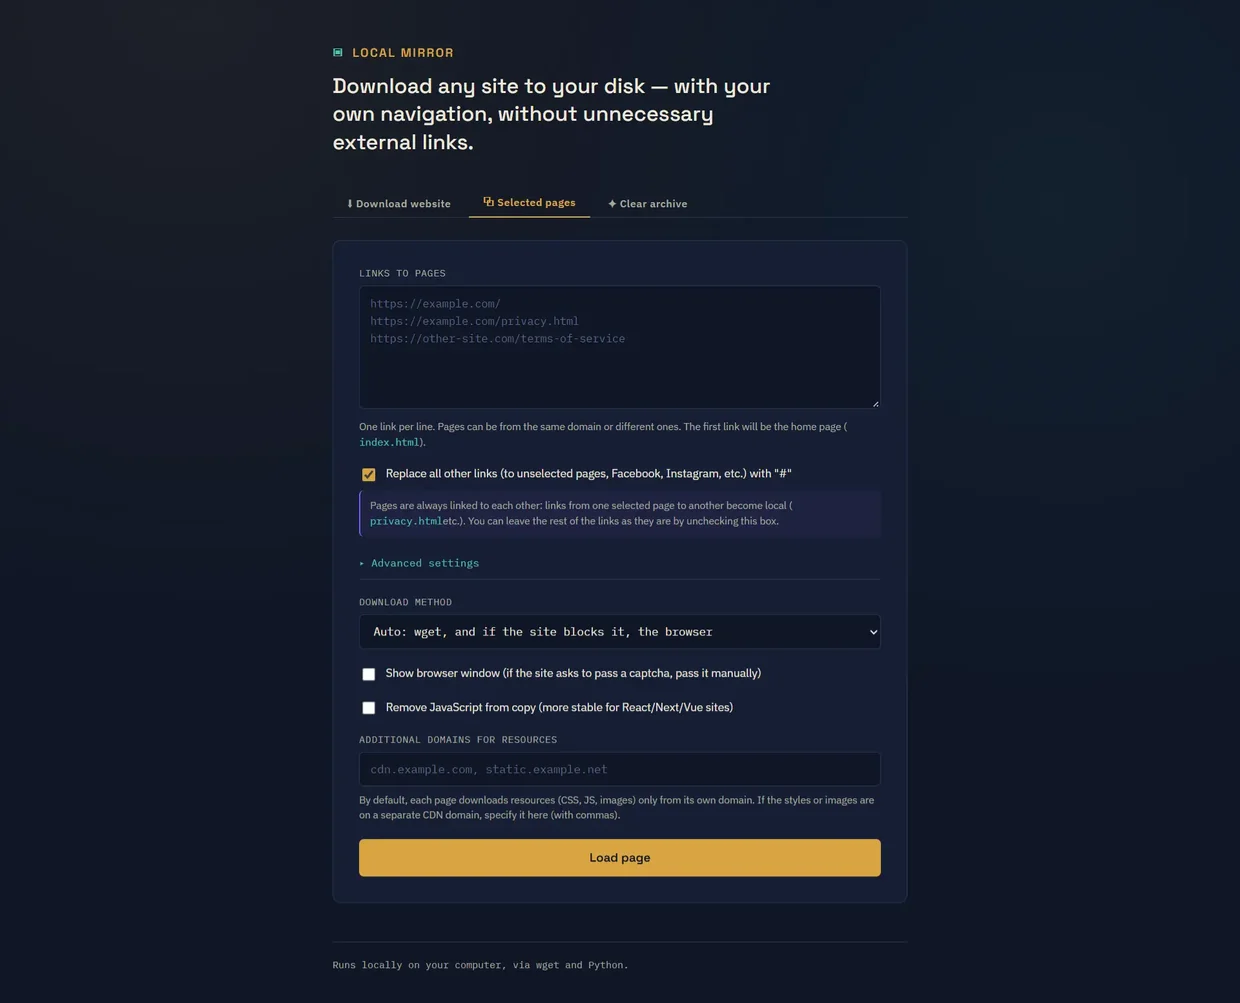 LOCAL MIRROR
Download any site to your disk — with your
own navigation, without unnecessary
external links.
⬇ Download website
⧉ Selected pages
✦ Clear archive
LINKS TO PAGES
https://example.com/
https://example.com/privacy.html
https://other-site.com/terms-of-service
One link per line. Pages can be from the same domain or different ones. The first link will be the home page (
index.html).
Replace all other links (to unselected pages, Facebook, Instagram, etc.) with "#"
Pages are always linked to each other: links from one selected page to another become local (
privacy.htmletc.). You can leave the rest of the links as they are by unchecking this box.
▸ Advanced settings
DOWNLOAD METHOD
Auto: wget, and if the site blocks it, the browser
Show browser window (if the site asks to pass a captcha, pass it manually)
Remove JavaScript from copy (more stable for React/Next/Vue sites)
ADDITIONAL DOMAINS FOR RESOURCES
cdn.example.com, static.example.net
By default, each page downloads resources (CSS, JS, images) only from its own domain. If the styles or images are
on a separate CDN domain, specify it here (with commas).
Load page
Runs locally on your computer, via wget and Python.